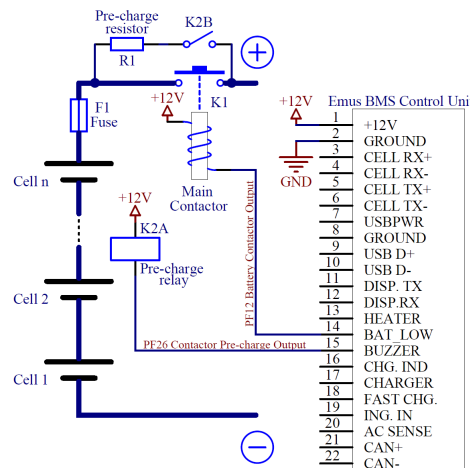 Pre-charge
resistor
K2B
R1
+12V
K1
F1
Fuse
Cell n
Main
Contactor
+12V
K2A
Pre-charge
relay
Cell 2
Cell 1
PF12 Battery Contactor Output
PF26 Contactor Pre-charge Output
+12V
GND
Emus BMS Control Uni
1 +12V
2 GROUND
3 CELL RX+
4 CELL RX-
5 CELL TX+
6 CELL TX-
7 USBPWR
8 GROUND
9 USB D+
10 USB D-
11 DISP. TX
12 DISP.RX
13 HEATER
14 BAT_LOW
15 BUZZER
16 CHG. IND
17 CHARGER
18 FAST CHG.
19 ING. IN
20 AC SENSE
21 CAN+
22 CAN-